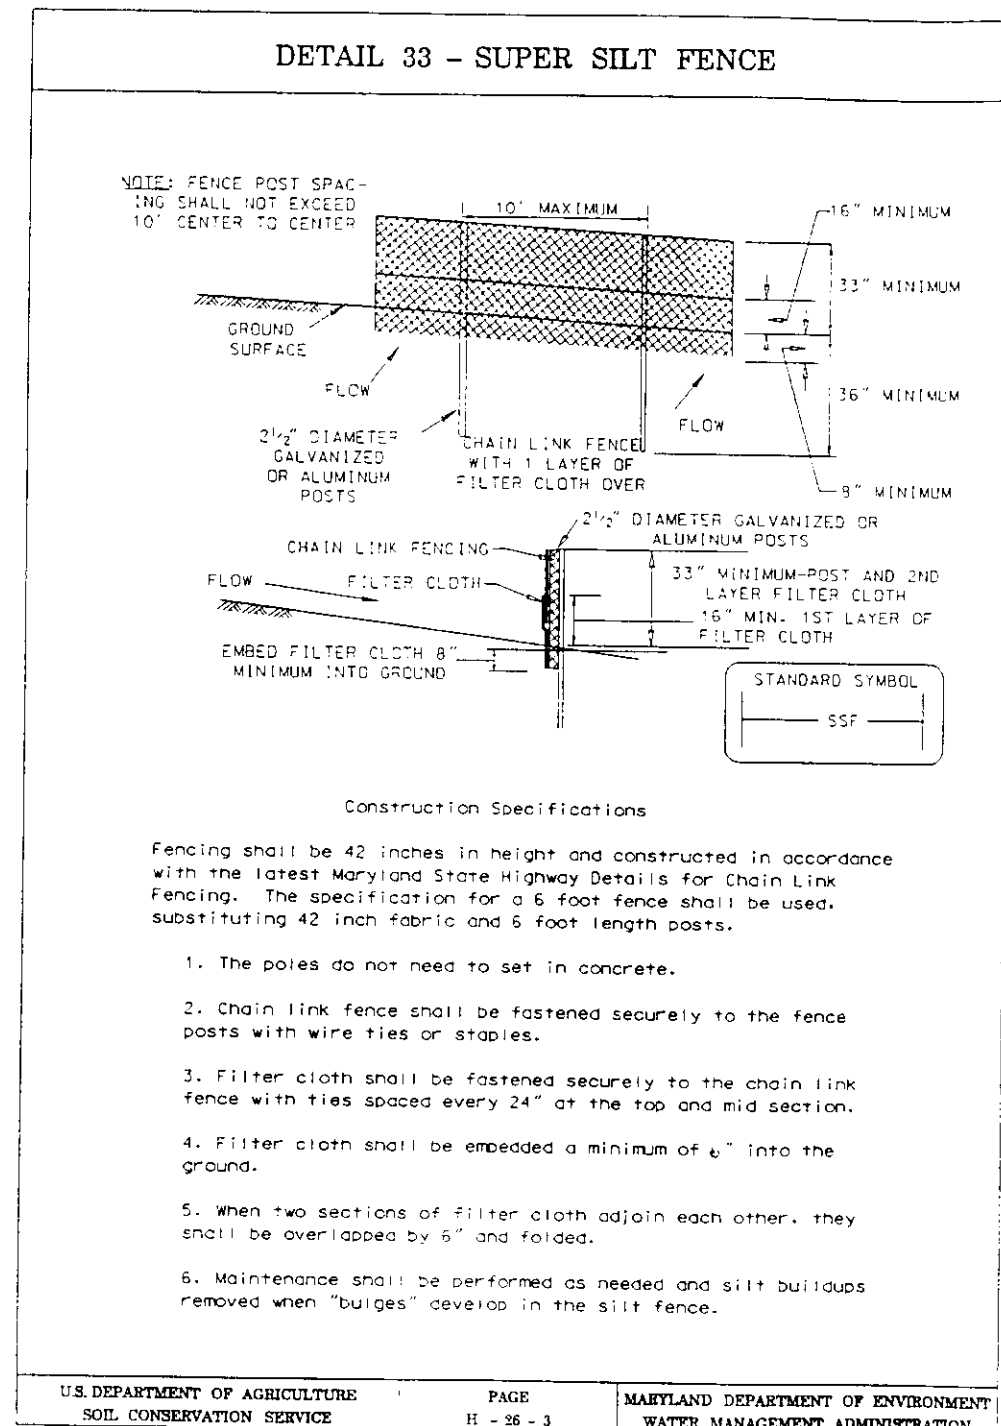 DETAIL 33 - SUPER SILT FENCE
NOTE: FENCE POST SPAC-
ING SHALL NOT EXCEED
10' CENTER TO CENTER
10' MAXIMUM
16" MINIMUM
33" MINIMUM
GROUND
SURFACE
FLOW
36" MINIMUM
FLOW
2 1/2" DIAMETER
GALVANIZED
OR ALUMINUM
POSTS
CHAIN LINK FENCE
WITH 1 LAYER OF
FILTER CLOTH OVER
8" MINIMUM
2 1/2" DIAMETER GALVANIZED OR
ALUMINUM POSTS
CHAIN LINK FENCING
FLOW
FILTER CLOTH
33" MINIMUM-POST AND 2ND
LAYER FILTER CLOTH
16" MIN. 1ST LAYER OF
FILTER CLOTH
EMBED FILTER CLOTH 8"
MINIMUM INTO GROUND
STANDARD SYMBOL
SSF
Construction Specifications
Fencing shall be 42 inches in height and constructed in accordance
with the latest Maryland State Highway Details for Chain Link
Fencing. The specification for a 6 foot fence shall be used,
substituting 42 inch fabric and 6 foot length posts.
1. The poles do not need to set in concrete.
2. Chain link fence shall be fastened securely to the fence
posts with wire ties or staples.
3. Filter cloth shall be fastened securely to the chain link
fence with ties spaced every 24" at the top and mid section.
4. Filter cloth shall be embedded a minimum of " into the
ground.
5. When two sections of filter cloth adjoin each other, they
shall be overlapped by 6" and folded.
6. Maintenance shall be performed as needed and silt buildups
removed when "bulges" develop in the silt fence.
U.S. DEPARTMENT OF AGRICULTURE
SOIL CONSERVATION SERVICE
PAGE
H - 26 - 3
MARYLAND DEPARTMENT OF ENVIRONMENT
WATER MANAGEMENT ADMINISTRATION